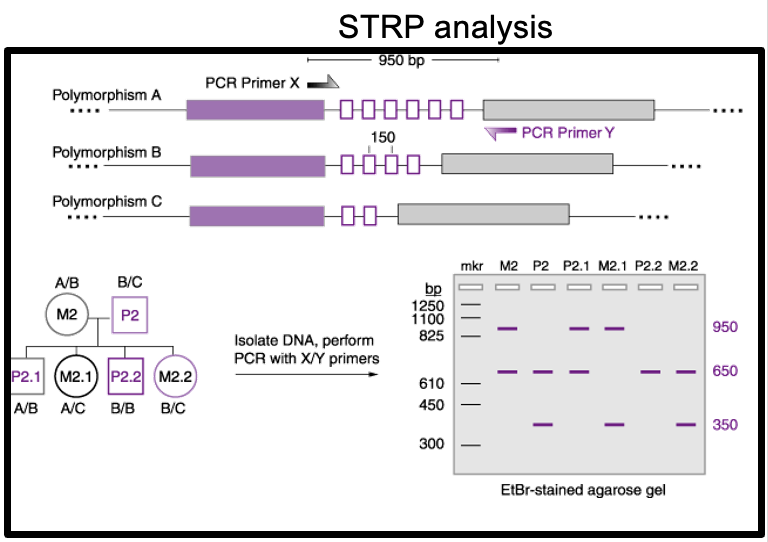 STRP analysis
950 bp
PCR Primer X
Polymorphism A
PCR Primer Y
150
Polymorphism B
Polymorphism C
mkr M2 P2 P2.1 M2.1 P2.2 M2.2
A/B B/C
bp
M2 P2
1250
1100
825
950
Isolate DNA, perform
PCR with X/Y primers
650
P2.1 M2.1 P2.2 M2.2
610
A/B A/C B/B B/C
450
350
300
EtBr-stained agarose gel